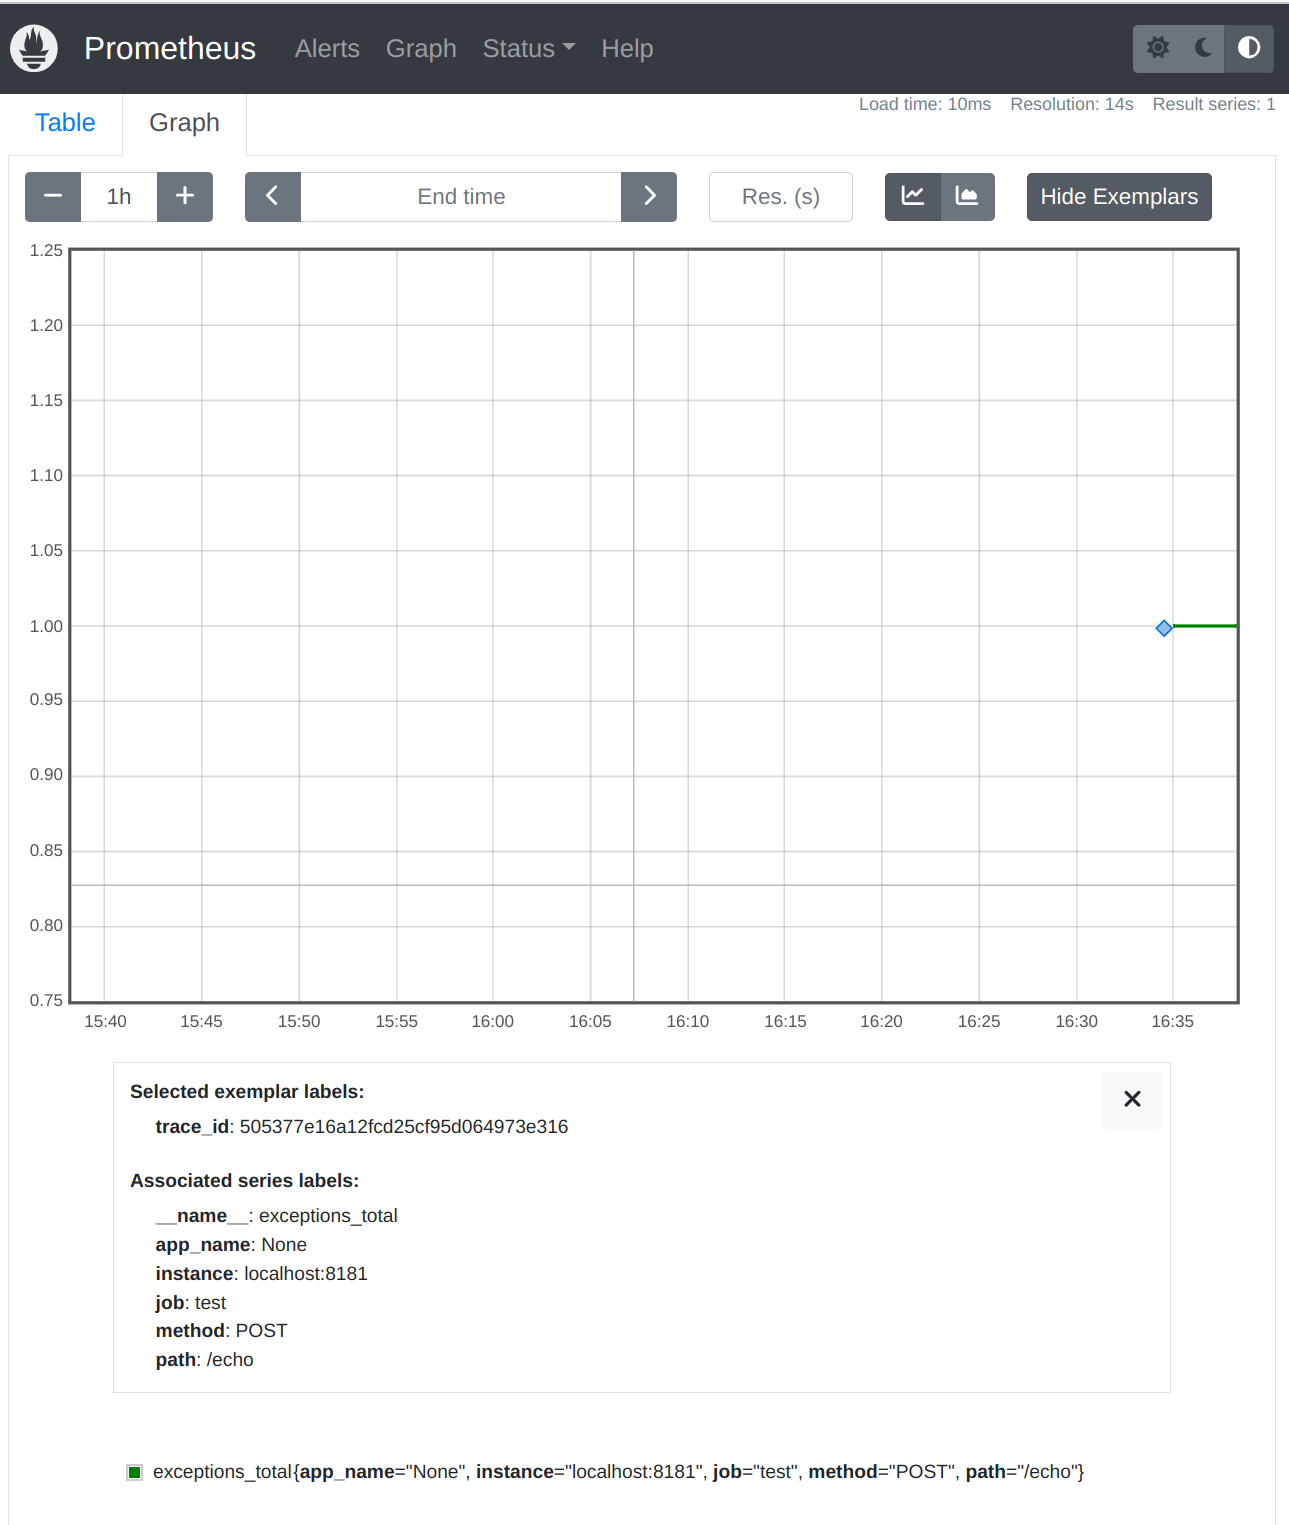 Prometheus Alerts Graph Status Help
Load time: 10ms Resolution: 14s Result series: 1
Table Graph
1h End time Res. (s) Hide Exemplars
1.25
1.20
1.15
1.10
1.05
1.00
0.95
0.90
0.85
0.80
0.75
15:40 15:45 15:50 15:55 16:00 16:05 16:10 16:15 16:20 16:25 16:30 16:35
Selected exemplar labels:
trace_id: 505377e16a12fcd25cf95d064973e316
Associated series labels:
__name__: exceptions_total
app_name: None
instance: localhost:8181
job: test
method: POST
path: /echo
exceptions_total{app_name="None", instance="localhost:8181", job="test", method="POST", path="/echo"}